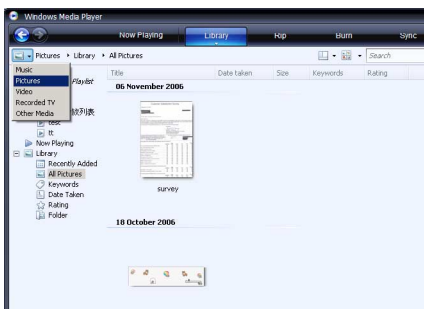 Windows Media Player
Now Playing Library Rip Burn Sync
Pictures Library All Pictures Search
Title Date taken Size Keywords Rating
Music
Pictures
Video
Recorded TV
Other Media
Playlist
列表
test
tt
Now Playing
Library
Recently Added
All Pictures
Keywords
Date Taken
Rating
Folder
06 November 2006
survey
18 October 2006